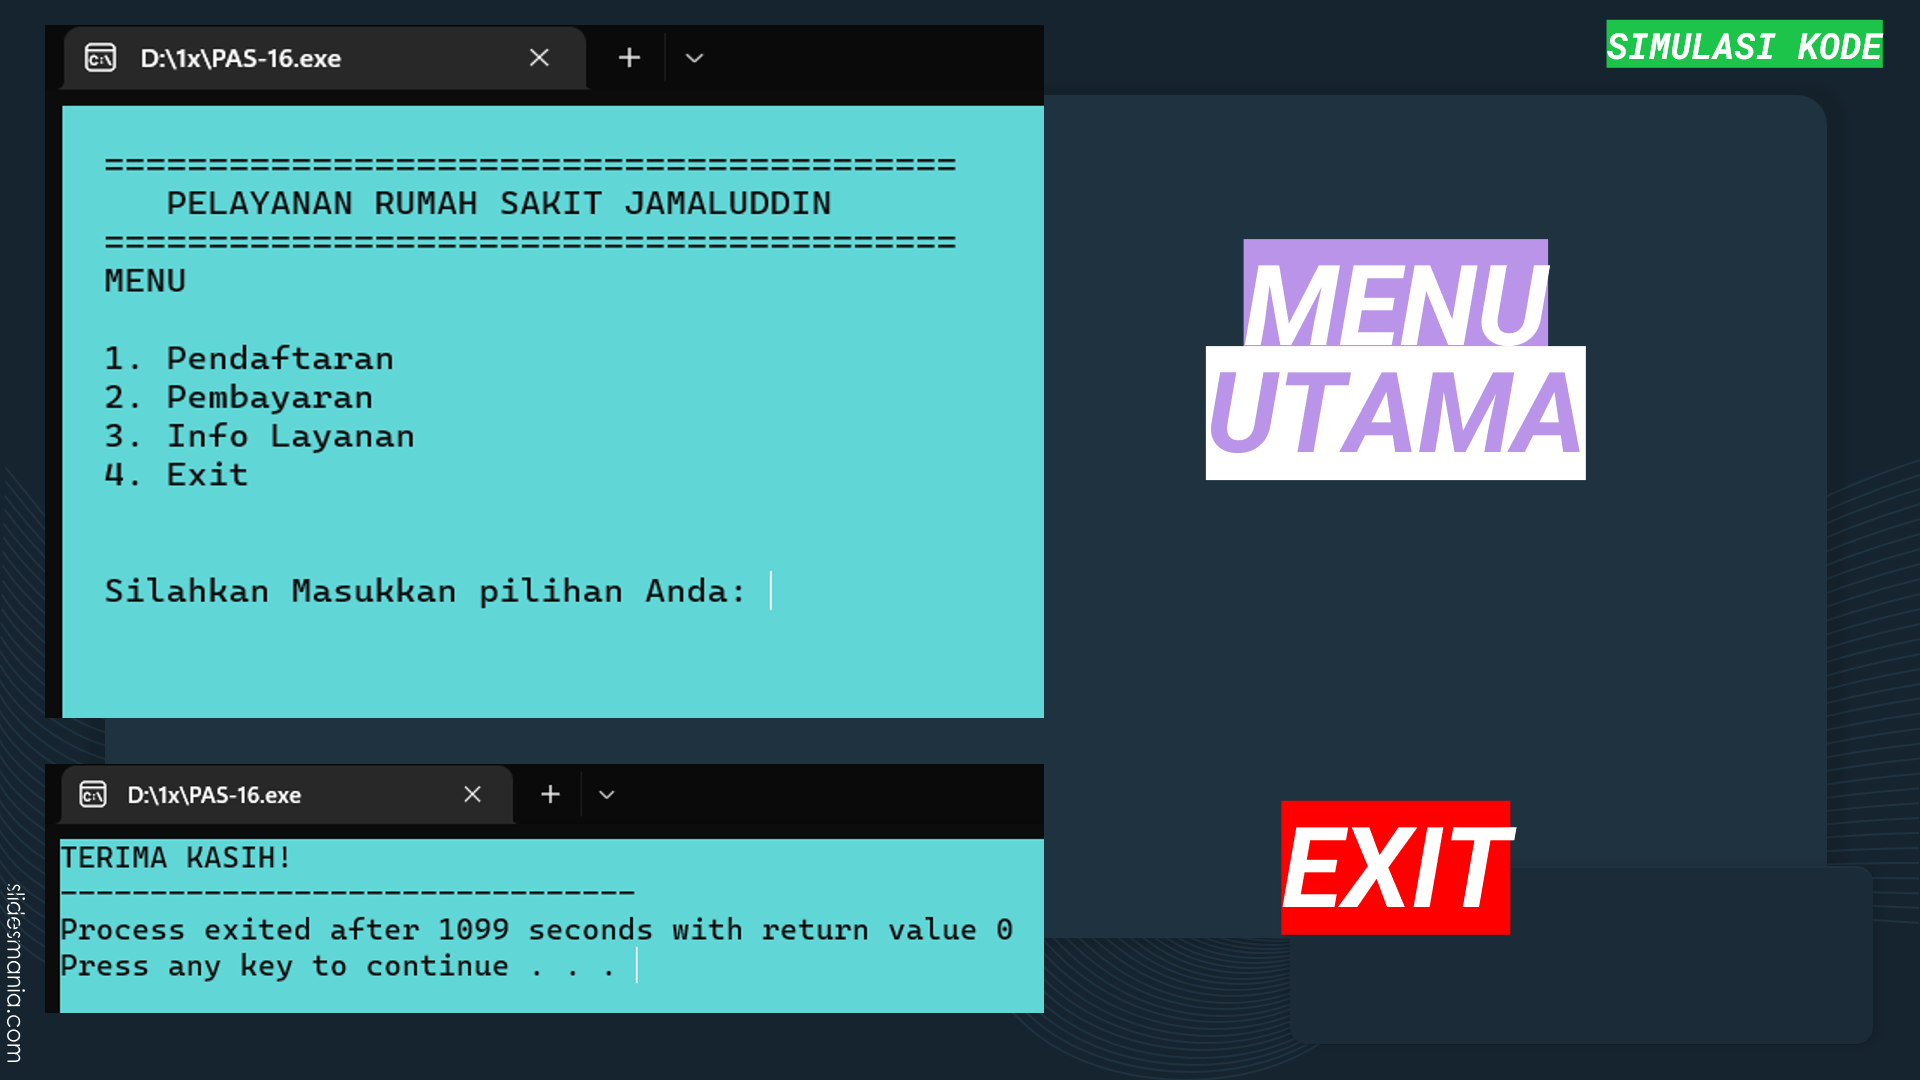 SIMULASI KODE
D:\1x\PAS-16.exe
=========================================
PELAYANAN RUMAH SAKIT JAMALUDDIN
=========================================
MENU
1. Pendaftaran
2. Pembayaran
3. Info Layanan
4. Exit
Silahkan Masukkan pilihan Anda:
MENU
UTAMA
D:\1x\PAS-16.exe
TERIMA KASIH!
--------------------------------
Process exited after 1099 seconds with return value 0
Press any key to continue . . .
EXIT
slidesmania.com